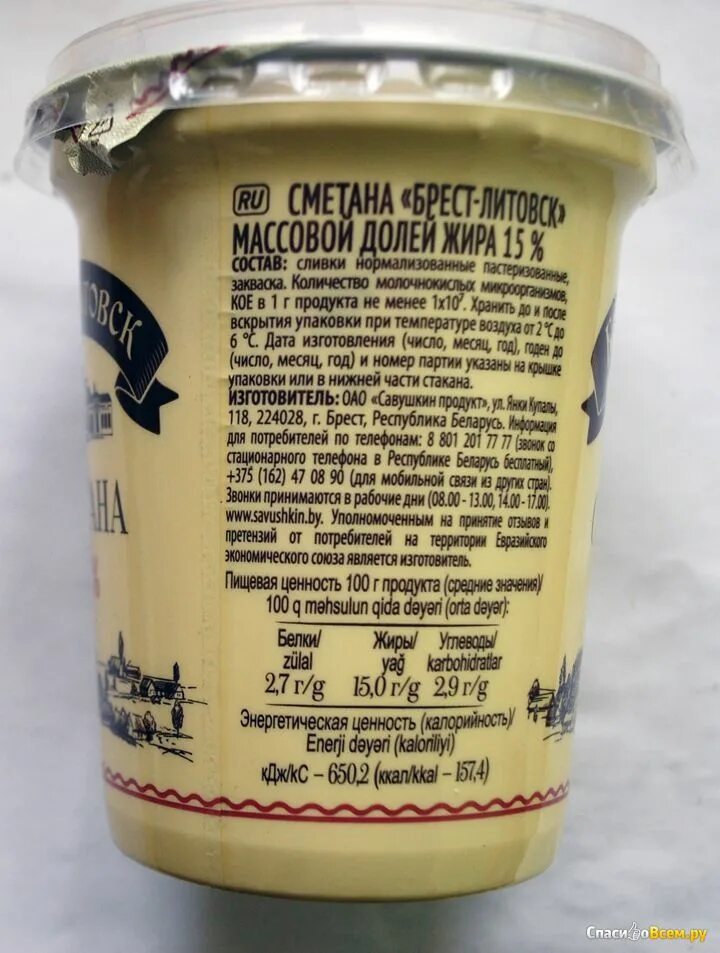 RU СМЕТАНА «БРЕСТ-ЛИТОВСК»
МАССОВОЙ ДОЛЕЙ ЖИРА 15 %
СОСТАВ: сливки нормализованные пастеризованные,
закваска. Количество молочнокислых микроорганизмов,
КОЕ в 1 г продукта не менее 1х10⁷. Хранить до и после
вскрытия упаковки при температуре воздуха от 2 °С до
6 °С. Дата изготовления (число, месяц, год), годен до
(число, месяц, год) и номер партии указаны на крышке
упаковки или в нижней части стакана.
ИЗГОТОВИТЕЛЬ: ОАО «Савушкин продукт», ул. Янки Купалы,
118, 224028, г. Брест, Республика Беларусь. Информация
для потребителей по телефонам: 8 801 201 77 77 (звонок со
стационарного телефона в Республике Беларусь бесплатный),
+375 (162) 47 08 90 (для мобильной связи из других стран).
Звонки принимаются в рабочие дни (08.00 - 13.00, 14.00 - 17.00).
www.savushkin.by. Уполномоченным на принятие отзывов и
претензий от потребителей на территории Евразийского
экономического союза является изготовитель.
Пищевая ценность 100 г продукта (средние значения)/
100 q məhsulun qida dəyəri (orta dəyər):
Белки/ Жиры/ Углеводы/
zülal yağ karbohidratlar
2,7 г/g 15,0 г/g 2,9 г/g
Энергетическая ценность (калорийность)/
Enerji dəyəri (kaloriliyi)
кДж/kC – 650,2 (ккал/kkal – 157,4)
ТОВСК
АНА
%
СпасибоВсем.ру